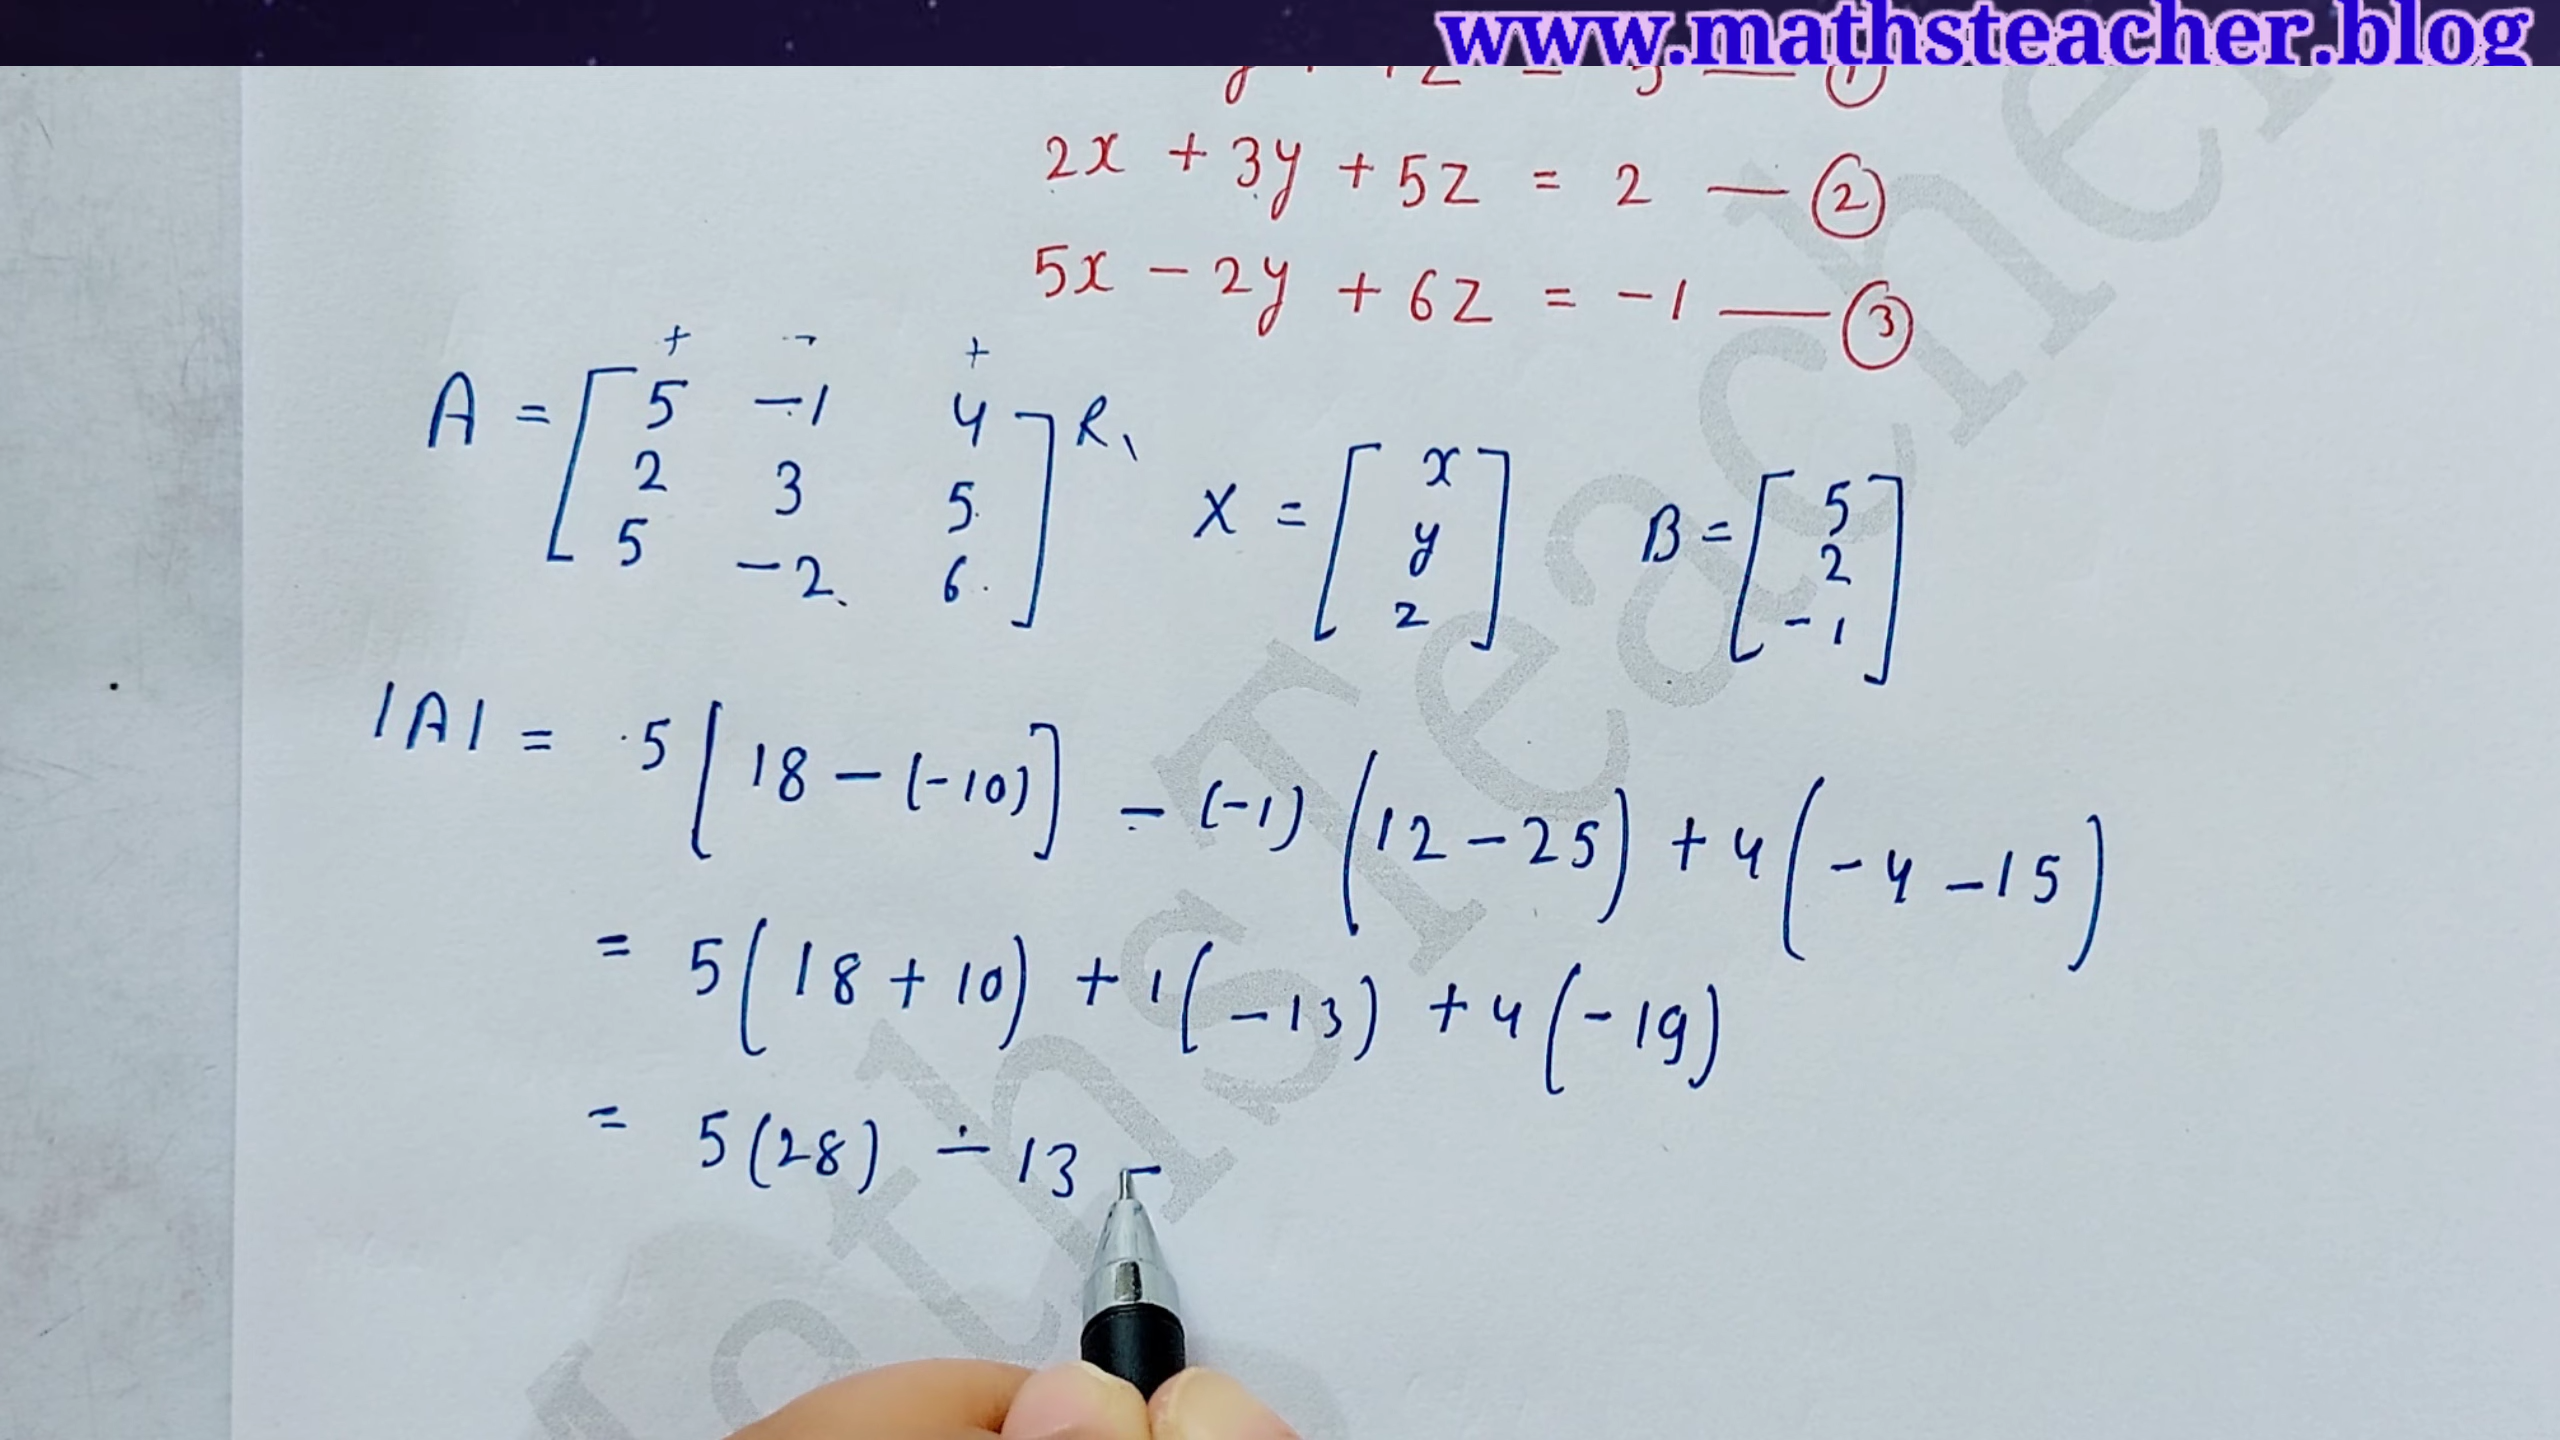 www.mathsteacher.blog
2x + 3y + 5z = 2 — ②
5x - 2y + 6z = -1 — ③
+ - +
A = [ 5 -1 4 ] R₁
2 3 5
5 -2 6
X = [ x
y
z ]
B = [ 5
2
-1 ]
|A| = 5[18 - (-10)] - (-1)(12 - 25) + 4(-4 - 15)
= 5(18 + 10) + 1(-13) + 4(-19)
= 5(28) - 13 -
Maths Teacher